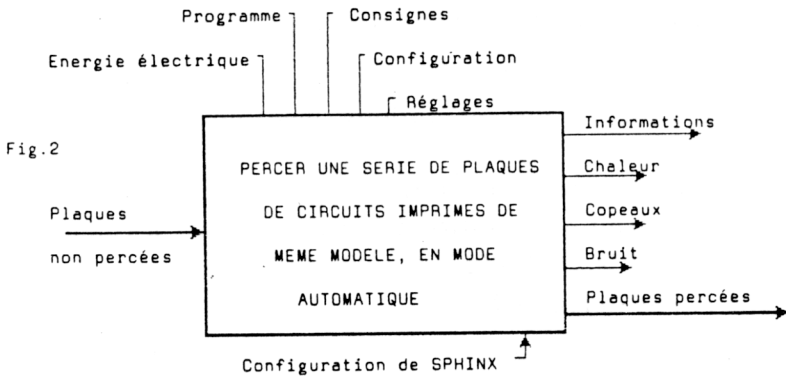 Programme
Consignes
Energie électrique
Configuration
Réglages
Informations
Fig.2
PERCER UNE SERIE DE PLAQUES
Chaleur
Plaques
DE CIRCUITS IMPRIMES DE
Copeaux
non percées
MEME MODELE, EN MODE
Bruit
AUTOMATIQUE
Plaques percées
Configuration de SPHINX